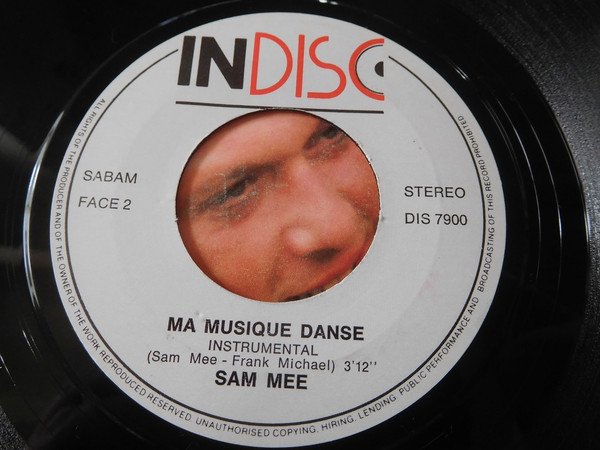 INDISC
SABAM
FACE 2
STEREO
DIS 7900
MA MUSIQUE DANSE
INSTRUMENTAL
(Sam Mee - Frank Michael) 3'12''
SAM MEE
ALL RIGHTS OF THE PRODUCER AND OF THE OWNER OF THE WORK REPRODUCED RESERVED. UNAUTHORISED COPYING, HIRING, LENDING, PUBLIC PERFORMANCE AND BROADCASTING OF THIS RECORD PROHIBITED